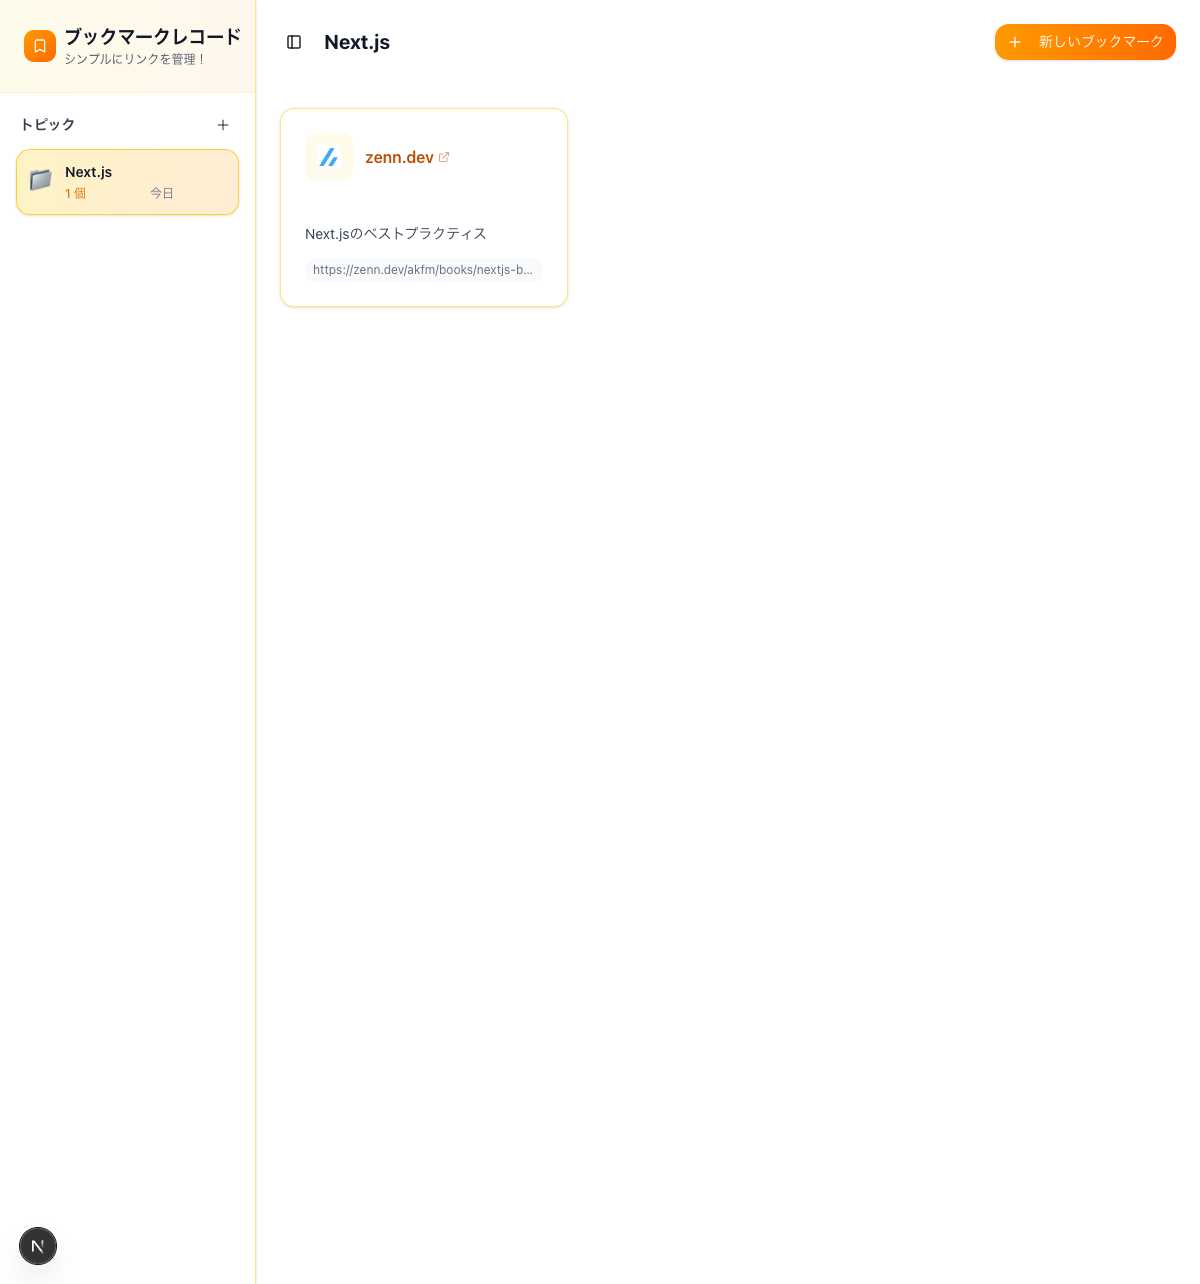 ブックマークレコード
シンプルにリンクを管理！
トピック
Next.js
1 個 今日
Next.js
新しいブックマーク
zenn.dev
Next.jsのベストプラクティス
https://zenn.dev/akfm/books/nextjs-b...
N